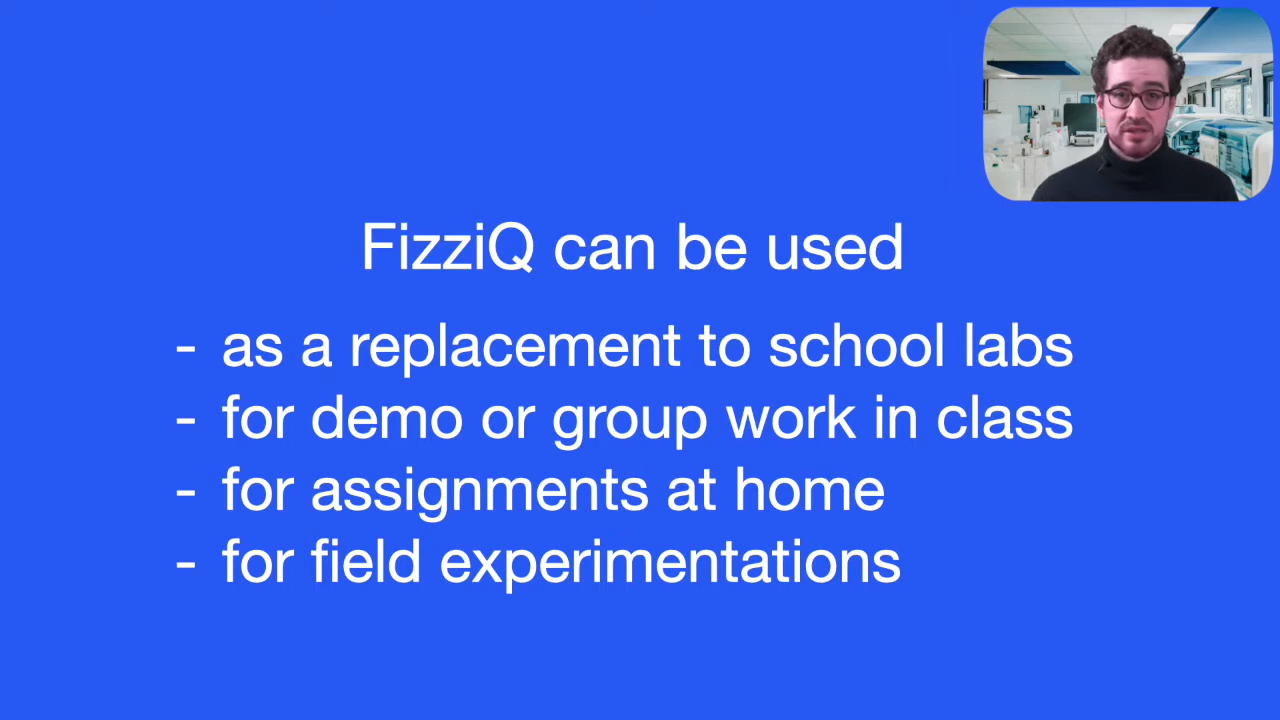 FizziQ can be used
- as a replacement to school labs
- for demo or group work in class
- for assignments at home
- for field experimentations